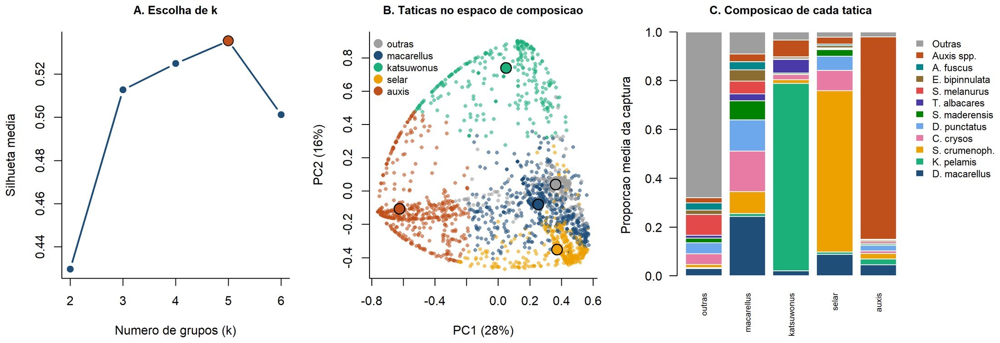 A. Escolha de k
Silhueta media
0.44
0.46
0.48
0.50
0.52
2
3
4
5
6
Numero de grupos (k)
B. Taticas no espaco de composicao
outras
macarellus
katsuwonus
selar
auxis
PC2 (16%)
-0.4
-0.2
0.0
0.2
0.4
0.6
0.8
-0.8
-0.4
0.0
0.2
0.4
0.6
PC1 (28%)
C. Composicao de cada tatica
Proporcao media da captura
0.0
0.2
0.4
0.6
0.8
1.0
outras
macarellus
katsuwonus
selar
auxis
Outras
Auxis spp.
A. fuscus
E. bipinnulata
S. melanurus
T. albacares
S. maderensis
D. punctatus
C. crysos
S. crumenoph.
K. pelamis
D. macarellus